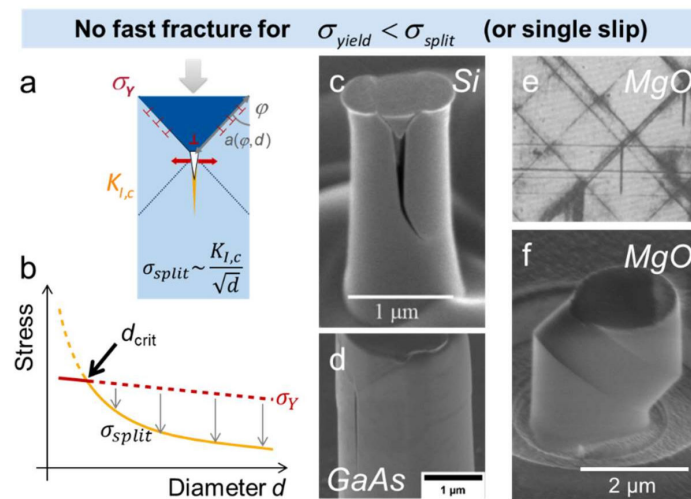 No fast fracture for σyield < σsplit (or single slip)
a
σY
φ
a(φ,d)
KI,c
σsplit~ KI,c/√d
b
Stress
dcrit
σY
σsplit
Diameter d
c
Si
1 μm
d
GaAs
1 μm
e
MgO
f
MgO
2 μm